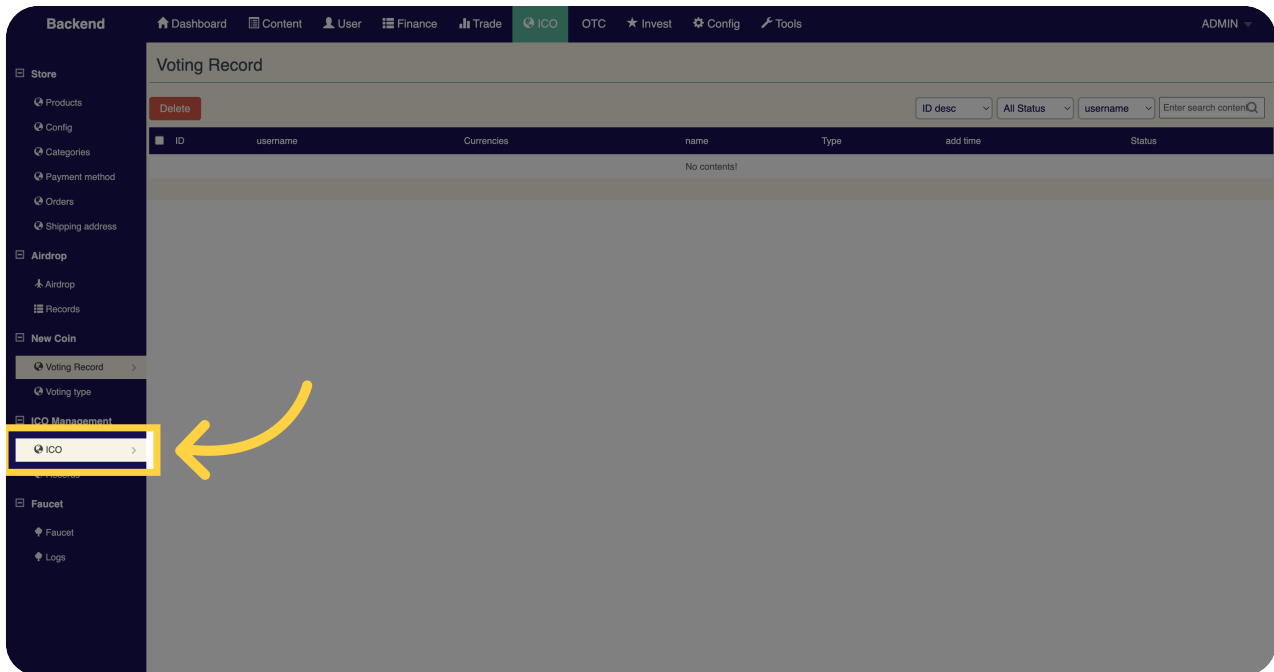 Backend Dashboard Content User Finance Trade ICO OTC Invest Config Tools ADMIN
Voting Record
Store
Products
Config
Categories
Payment method
Orders
Shipping address
Airdrop
Airdrop
Records
New Coin
Voting Record
Voting type
ICO Management
ICO
Records
Faucet
Faucet
Logs
Delete ID desc All Status username Enter search content
ID username Currencies name Type add time Status
No contents!